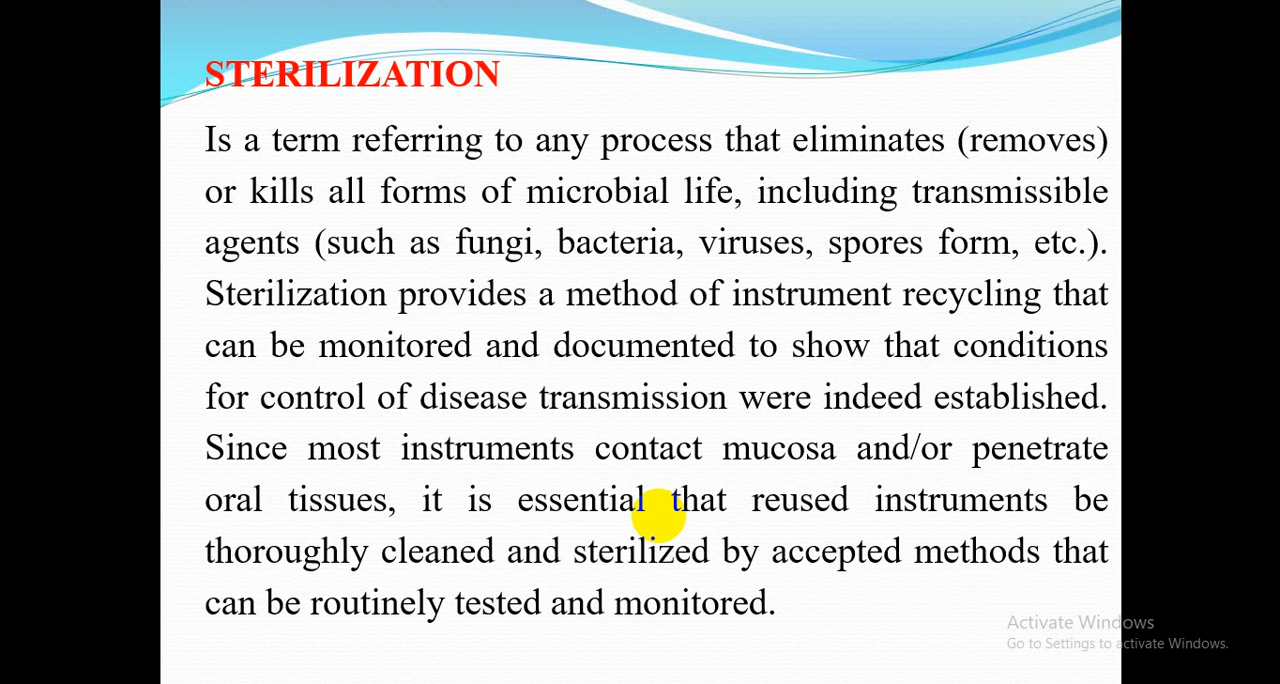 STERILIZATION
Is a term referring to any process that eliminates (removes)
or kills all forms of microbial life, including transmissible
agents (such as fungi, bacteria, viruses, spores form, etc.).
Sterilization provides a method of instrument recycling that
can be monitored and documented to show that conditions
for control of disease transmission were indeed established.
Since most instruments contact mucosa and/or penetrate
oral tissues, it is essential that reused instruments be
thoroughly cleaned and sterilized by accepted methods that
can be routinely tested and monitored.
Activate Windows
Go to Settings to activate Windows.